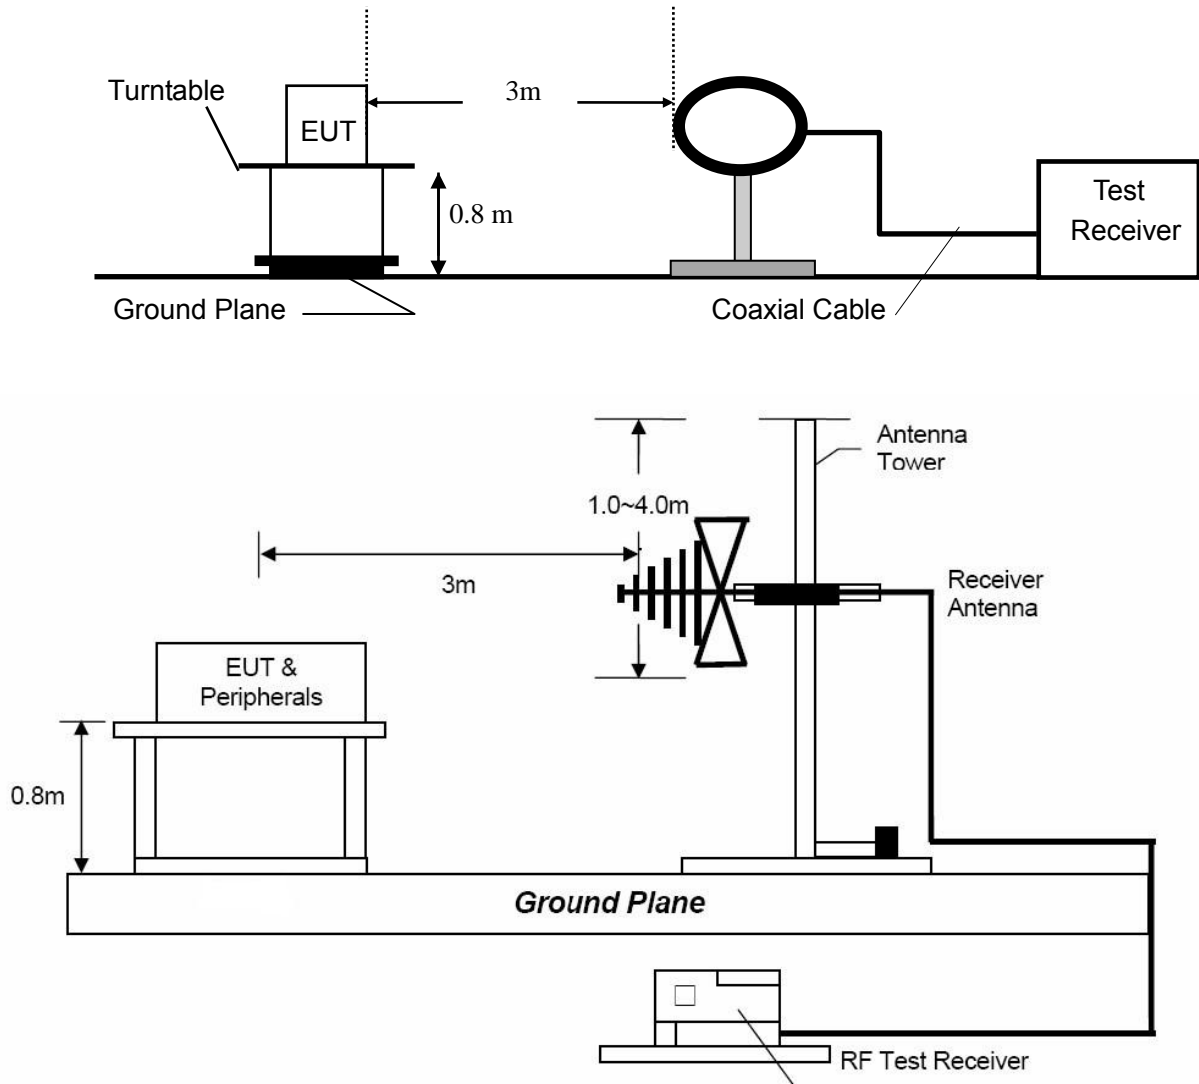 Turntable
3m
EUT
0.8 m
Test
Receiver
Ground Plane
Coaxial Cable
Antenna
Tower
1.0~4.0m
3m
Receiver
Antenna
EUT &
Peripherals
0.8m
Ground Plane
RF Test Receiver